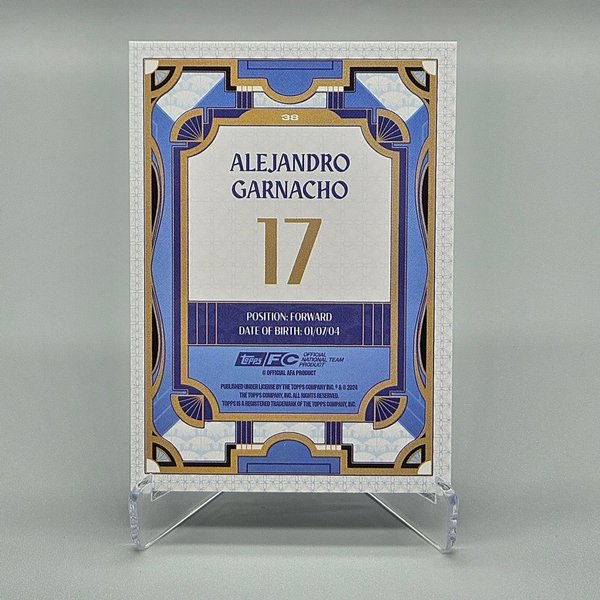 38
ALEJANDRO
GARNACHO
17
POSITION: FORWARD
DATE OF BIRTH: 01/07/04
Topps FC OFFICIAL
NATIONAL TEAM
PRODUCT
© OFFICIAL AFA PRODUCT
PUBLISHED UNDER LICENSE BY THE TOPPS COMPANY INC. ® & © 2024
THE TOPPS COMPANY, INC. ALL RIGHTS RESERVED.
TOPPS IS A REGISTERED TRADEMARK OF THE TOPPS COMPANY, INC.